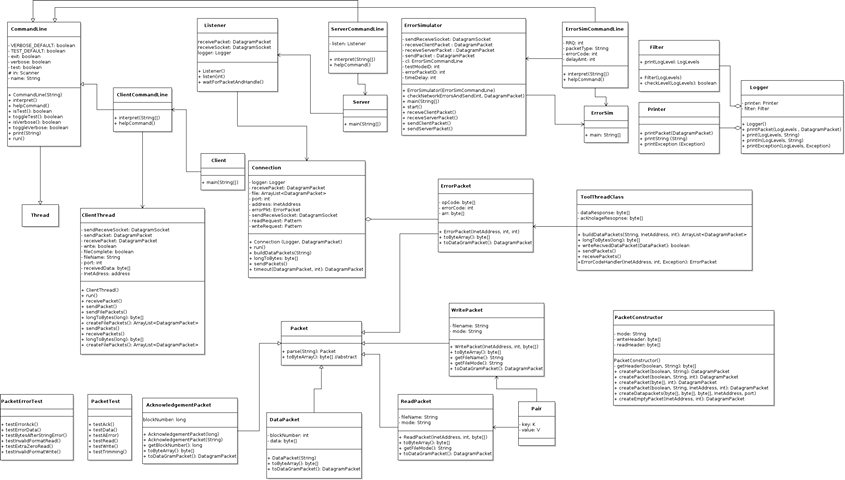 CommandLine
- VERBOSE_DEFAULT: boolean
- TEST_DEFAULT: boolean
- exit: boolean
- verbose: boolean
- test: boolean
# in: Scanner
- name: String
+ CommandLine(String)
+ interpret()
+ helpCommand()
+ isTest(): boolean
+ toggleTest(): boolean
+ isVerbose(): boolean
+ toggleVerbose: boolean
+ print(String)
+ run()
Thread
ClientCommandLine
+ interpret(String[])
+ helpCommand()
Listener
receivePacket: DatagramPacket
receiveSocket: DatagramSocket
logger: Logger
+ Listener()
+ listen(int)
+ waitForPacketAndHandle()
ServerCommandLine
- listen: Listener
+ interpret(String[])
+ helpCommand()
Server
+ main(String[])
ErrorSimulator
- sendReceiveSocket: DatagramSocket
- receiveClientPacket : DatagramPacket
- receiveServerPacket : DatagramPacket
- sendPacket : DatagramPacket
- cl: ErrorSimCommandLine
- testModeID: int
- errorPacketID: int
- timeDelay: int
+ ErrorSimulator(ErrorSimCommandLine)
+ checkNetworkErrorsAndSend(int, DatagramPacket)
+ main(String[])
+ start()
+ receiveClientPacket()
+ receiveServerPacket()
+ sendClientPacket()
+ sendServerPacket()
ErrorSimCommandLine
- RRQ: int
- packetType: String
- errorCode: int
- delayAmt: int
+ interpret(String[])
+ helpCommand()
ErrorSim
+ main: String[]
Filter
- printLogLevel: LogLevels
+ Filter(LogLevels)
+ checkLevel(LogLevels): boolean
Printer
+ printPacket(DatagramPacket)
+ printString (String)
+ printException (Exception)
Logger
- printer: Printer
- filter: Filter
+ Logger()
+ printPacket(LogLevels , DatagramPacket)
+ print(LogLevels, String)
+ println(LogLevels, String)
+ printException(LogLevels, Exception)
Client
+ main(String[])
ClientThread
- sendReceiveSocket: DatagramSocket
- sendPacket: DatagramPacket
- receivePacket: DatagramPacket
- write: boolean
- fileComplete: boolean
- fileName: String
- port: int
- receivedData: byte[]
- InetAdress: address
+ ClientThread()
+ run()
+ receivePacket()
+ sendPacket()
+ sendFilePackets()
+ longToBytes(long): byte[]
+ createFilePackets(): ArrayList<DatagramPacket>
+ sendPackets()
+ receivePackets()
+ longToBytes(long): byte[]
+ createFilePackets(): ArrayList<DatagramPacket>
Connection
- logger: Logger
- receivePacket: DatagramPacket
- file: ArrayList<DatagramPacket>
- port: int
- address: InetAddress
- errorPkt: ErrorPacket
- sendReceiveSocket: DatagramSocket
- readRequest: Pattern
- writeRequest: Pattern
+ Connection (Logger, DatagramPacket)
+ run()
+ buildDataPackets(String)
+ longToBytes: byte[]
+ sendPackets()
+ timeout(DatagramPacket, int): DatagramPacket
ErrorPacket
- opCode: byte[]
- errorCode: int
- arr: byte[]
+ ErrorPacket(InetAddress, int, int)
+ toByteArray(): byte[]
+ toDataGramPacket(): DatagramPacket
ToolThreadClass
- dataResponse: byte[]
- acknolageResopnse: byte[]
+ buildDataPackets(String, InetAddress, int): ArrayList<DatagramPacket>
+ longToBytes(long): byte[]
+ writeRecivedDataPacket(DataPacket): boolean
+ sendPackets()
+ receivePackets()
+ErrorCodeHandler(InetAddress, int, Exception): ErrorPacket
Packet
+ parse(String): Packet
+ toByteArray(): byte[] //abstract
WritePacket
- filename: String
- mode: String
+ WritePacket(InetAddress, int, byte[])
+ toByteArray(): byte[]
+ getFileName(): String
+ getFileMode(): String
+ toDataGramPacket(): DatagramPacket
PacketConstructor
- mode: String
- writeHeader: byte[]
- readHeader: byte[]
PacketConstructor()
- getHeader(boolean, String): byte[]
+ createPacket(boolean, String): DatagramPacket
+ createPacket(boolean, String, int): DatagramPacket
+ createPacket(byte[], int): DatagramPacket
+ createPacket(boolean, String, InetAddress, int): DatagramPacket
+ createDatapackets(byte[], byte[], byte[], InetAddress, port)
+ createEmptyPacket(InetAddress, int): DatagramPacket
PacketErrorTest
+ testErrorAck()
+ testErrorData()
+ testBytesAfterStringError()
+ testInvalidFormatRead()
+ testExtraZeroRead()
+ testInvalidFormatWrite()
PacketTest
+ testAck()
+ testData()
+ testError()
+ testRead()
+ testWrite()
+ testTrimming()
AcknowledgementPacket
blockNumber: long
+ AcknowledgementPacket(long)
+ AcknowledgementPacket(String)
+ getBlockNumber(): long
+ toByteArray(): byte[]
+ toDataGramPacket(): DatagramPacket
DataPacket
- blockNumber: int
- data: byte[]
+ DataPacket(String)
+ toByteArray(): byte[]
+ toDataGramPacket(): DatagramPacket
ReadPacket
- fileName: String
- mode: String
+ ReadPacket(InetAddress, int, byte[])
+ toByteArray(): byte[]
+ getFileMode(): String
+ toDataGramPacket(): DatagramPacket
Pair
- key: K
- value: V